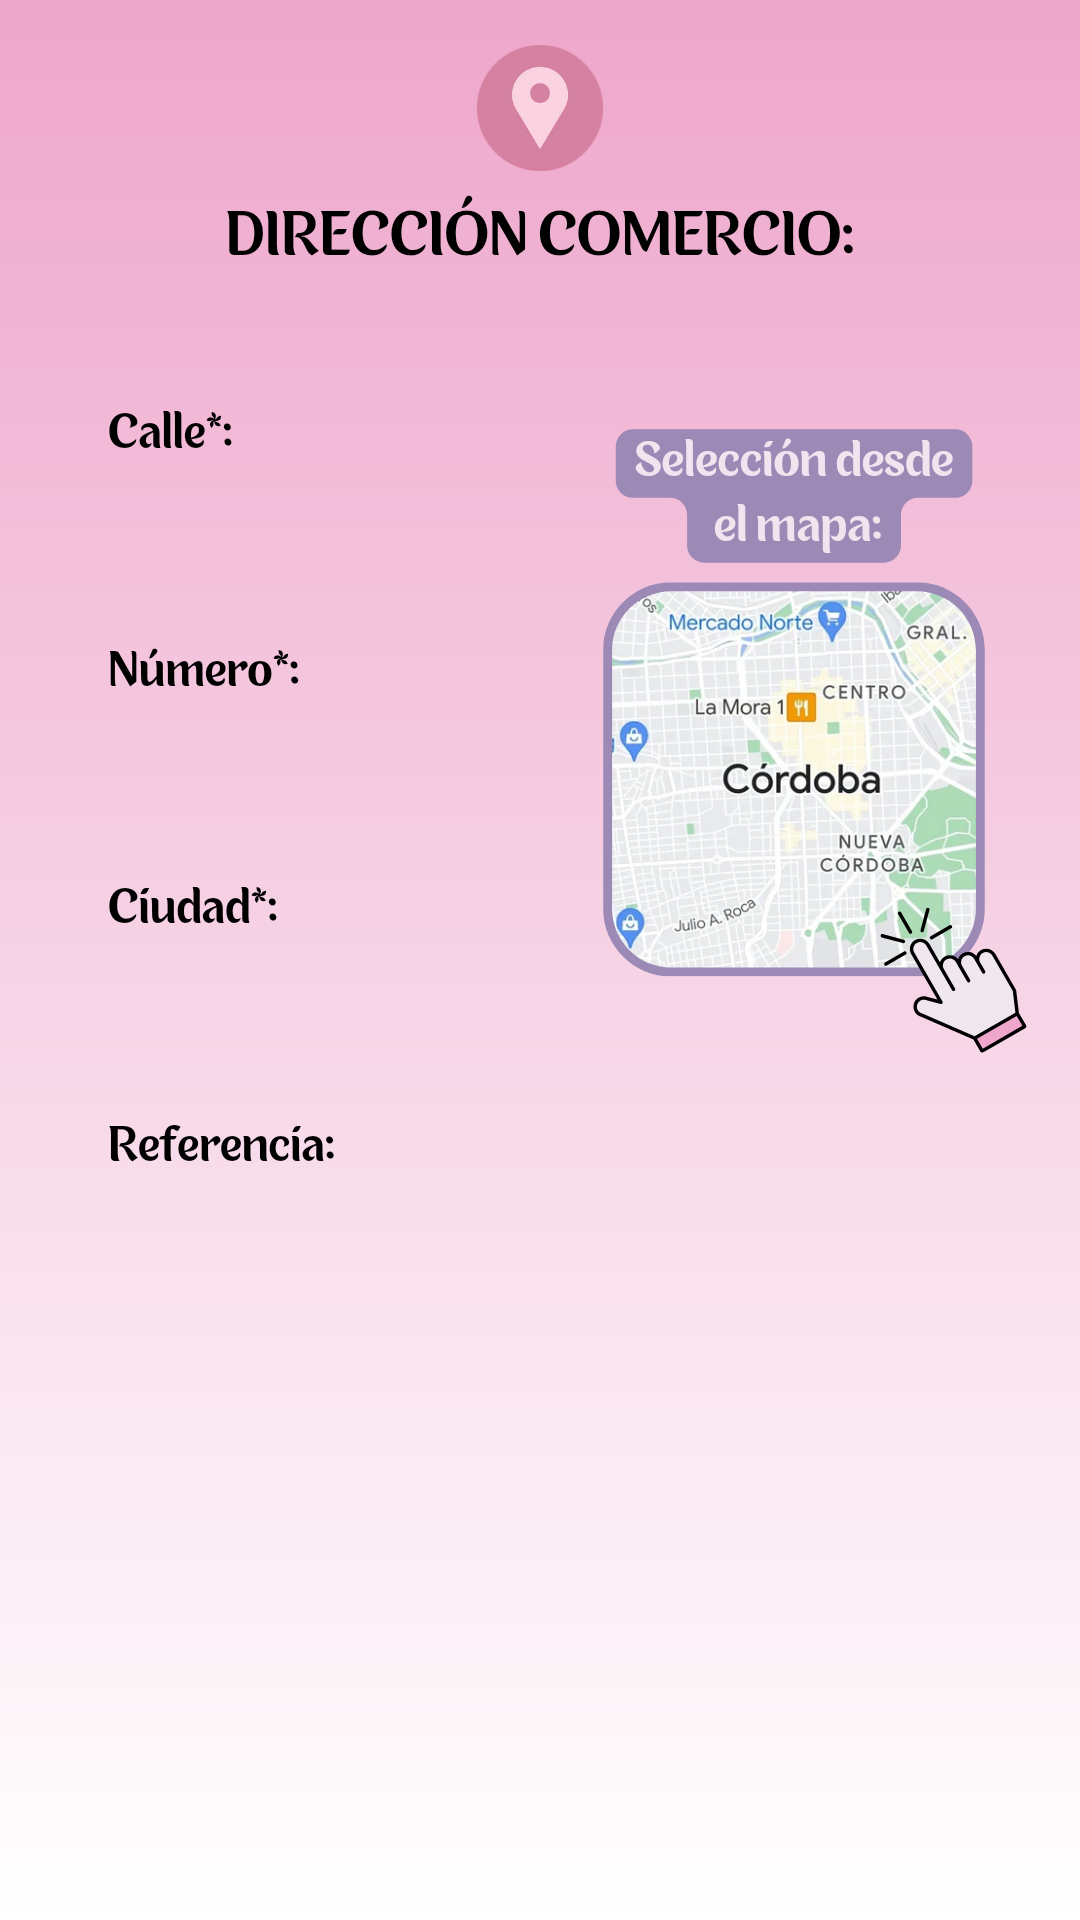 DIRECCIÓN COMERCIO:
Calle*:
Selección desde
el mapa:
Número*:
Mercado Norte
GRAL.
CENTRO
La Mora 1
Córdoba
NUEVA
CÓRDOBA
Julio A. Roca
Ciudad*:
Referencia: